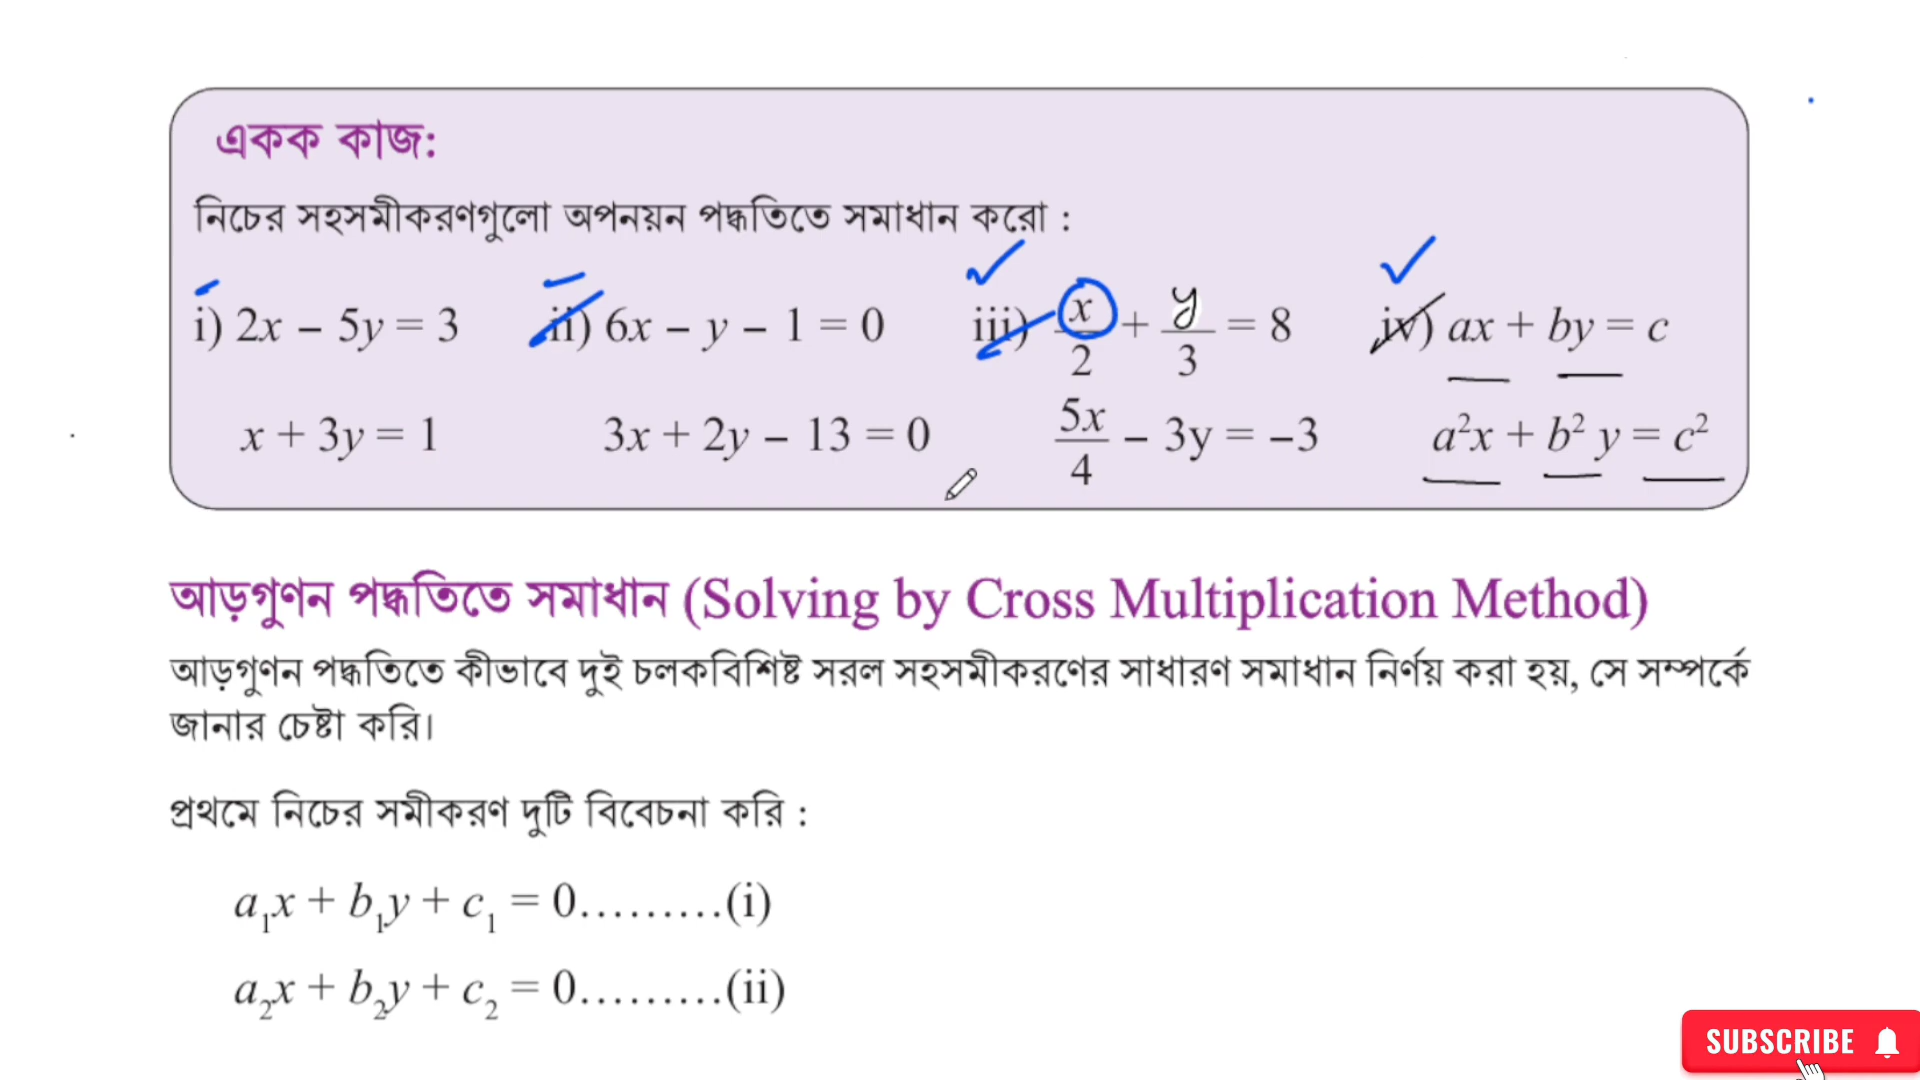 একক কাজ:
নিচের সহসমীকরণগুলো অপনয়ন পদ্ধতিতে সমাধান করো :
i) 2x – 5y = 3 ii) 6x – y – 1 = 0 iii) x/2 + y/3 = 8 iv) ax + by = c
x + 3y = 1 3x + 2y – 13 = 0 5x/4 – 3y = –3 a²x + b² y = c²
আড়গুণন পদ্ধতিতে সমাধান (Solving by Cross Multiplication Method)
আড়গুণন পদ্ধতিতে কীভাবে দুই চলকবিশিষ্ট সরল সহসমীকরণের সাধারণ সমাধান নির্ণয় করা হয়, সে সম্পর্কে
জানার চেষ্টা করি।
প্রথমে নিচের সমীকরণ দুটি বিবেচনা করি :
a₁x + b₁y + c₁ = 0.........(i)
a₂x + b₂y + c₂ = 0.........(ii)
SUBSCRIBE